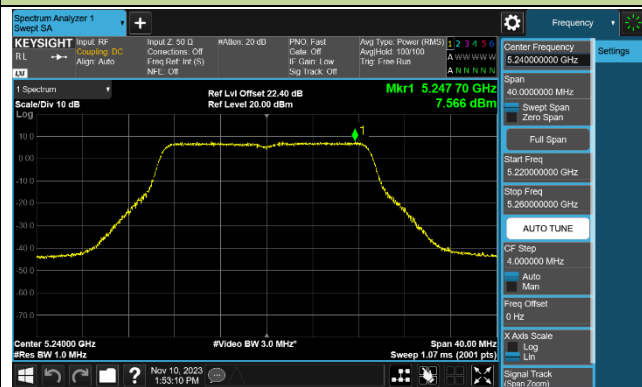 Spectrum Analyzer 1
Swept SA
+
Frequency
KEYSIGHT
RL
LXI
Input: RF
Coupling: DC
Align: Auto
Input Z: 50 Ω
Corrections: Off
Freq Ref: Int (S)
NFE: Off
#Atten: 20 dB
PNO: Fast
Gate: Off
IF Gain: Low
Sig Track: Off
Avg Type: Power (RMS)
Avg|Hold: 100/100
Trig: Free Run
1 2 3 4 5 6
A W W W W W
A N N N N N
1 Spectrum
Scale/Div 10 dB
Log
Ref Lvl Offset 22.40 dB
Ref Level 20.00 dBm
Mkr1 5.247 70 GHz
7.566 dBm
1
10.0
0.00
-10.0
-20.0
-30.0
-40.0
-50.0
-60.0
-70.0
Center 5.24000 GHz
#Res BW 1.0 MHz
#Video BW 3.0 MHz*
Span 40.00 MHz
Sweep 1.07 ms (2001 pts)
Nov 10, 2023
1:53:10 PM
Settings
Center Frequency
5.240000000 GHz
Span
40.0000000 MHz
Swept Span
Zero Span
Full Span
Start Freq
5.220000000 GHz
Stop Freq
5.260000000 GHz
AUTO TUNE
CF Step
4.000000 MHz
Auto
Man
Freq Offset
0 Hz
X Axis Scale
Log
Lin
Signal Track
(Span Zoom)